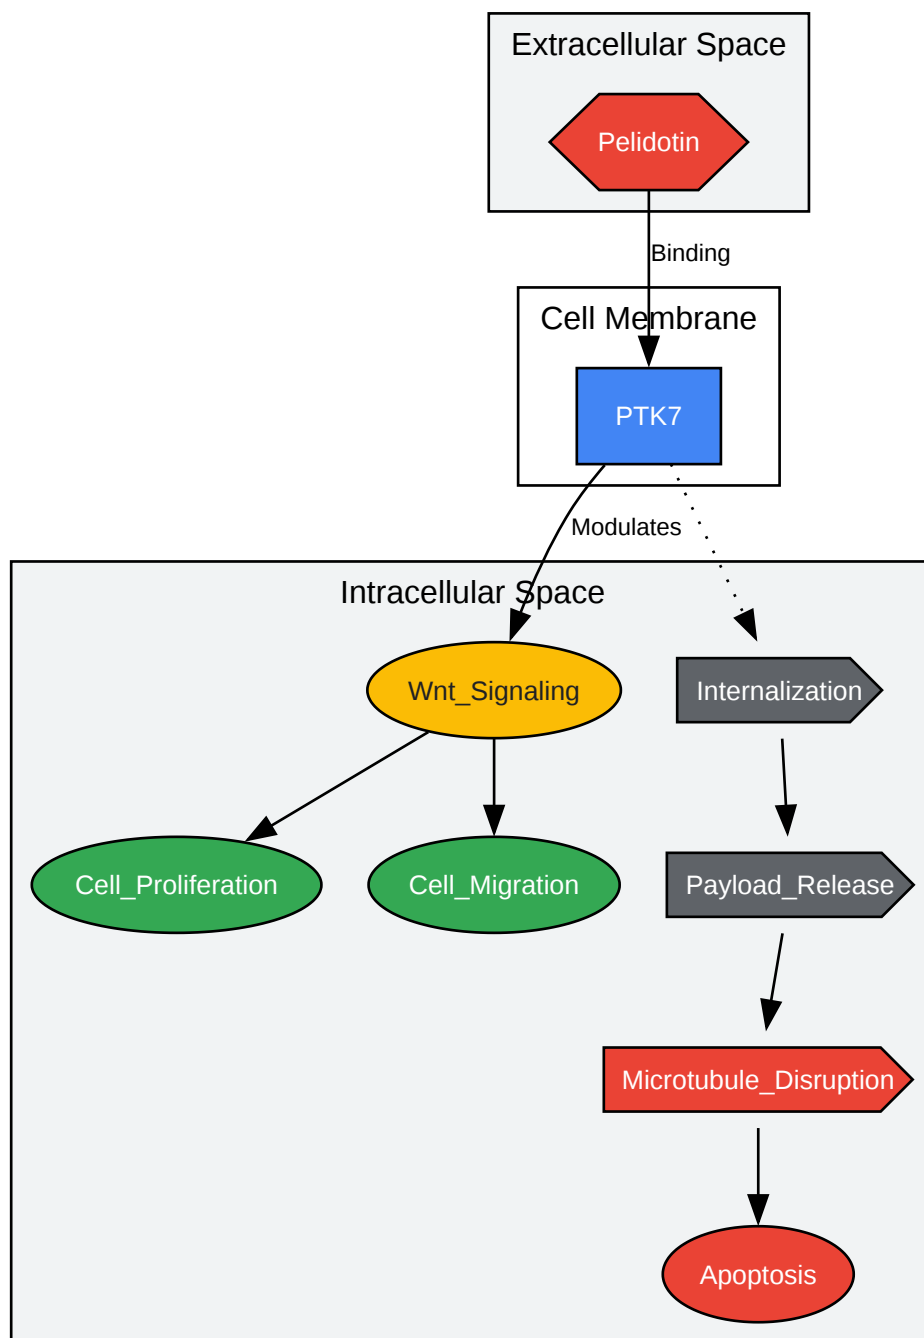 Extracellular Space
Pelidotin
Binding
Cell Membrane
PTK7
Modulates
Intracellular Space
Wnt_Signaling
Internalization
Cell_Proliferation
Cell_Migration
Payload_Release
Microtubule_Disruption
Apoptosis